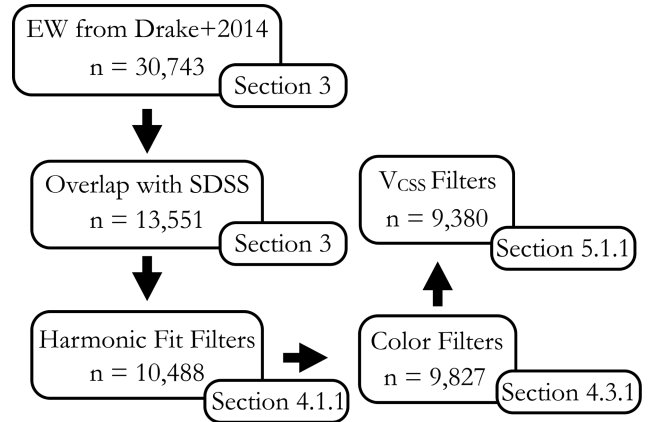 EW from Drake+2014
n = 30,743
Section 3
Overlap with SDSS
n = 13,551
Section 3
Harmonic Fit Filters
n = 10,488
Section 4.1.1
Color Filters
n = 9,827
Section 4.3.1
VCSS Filters
n = 9,380
Section 5.1.1